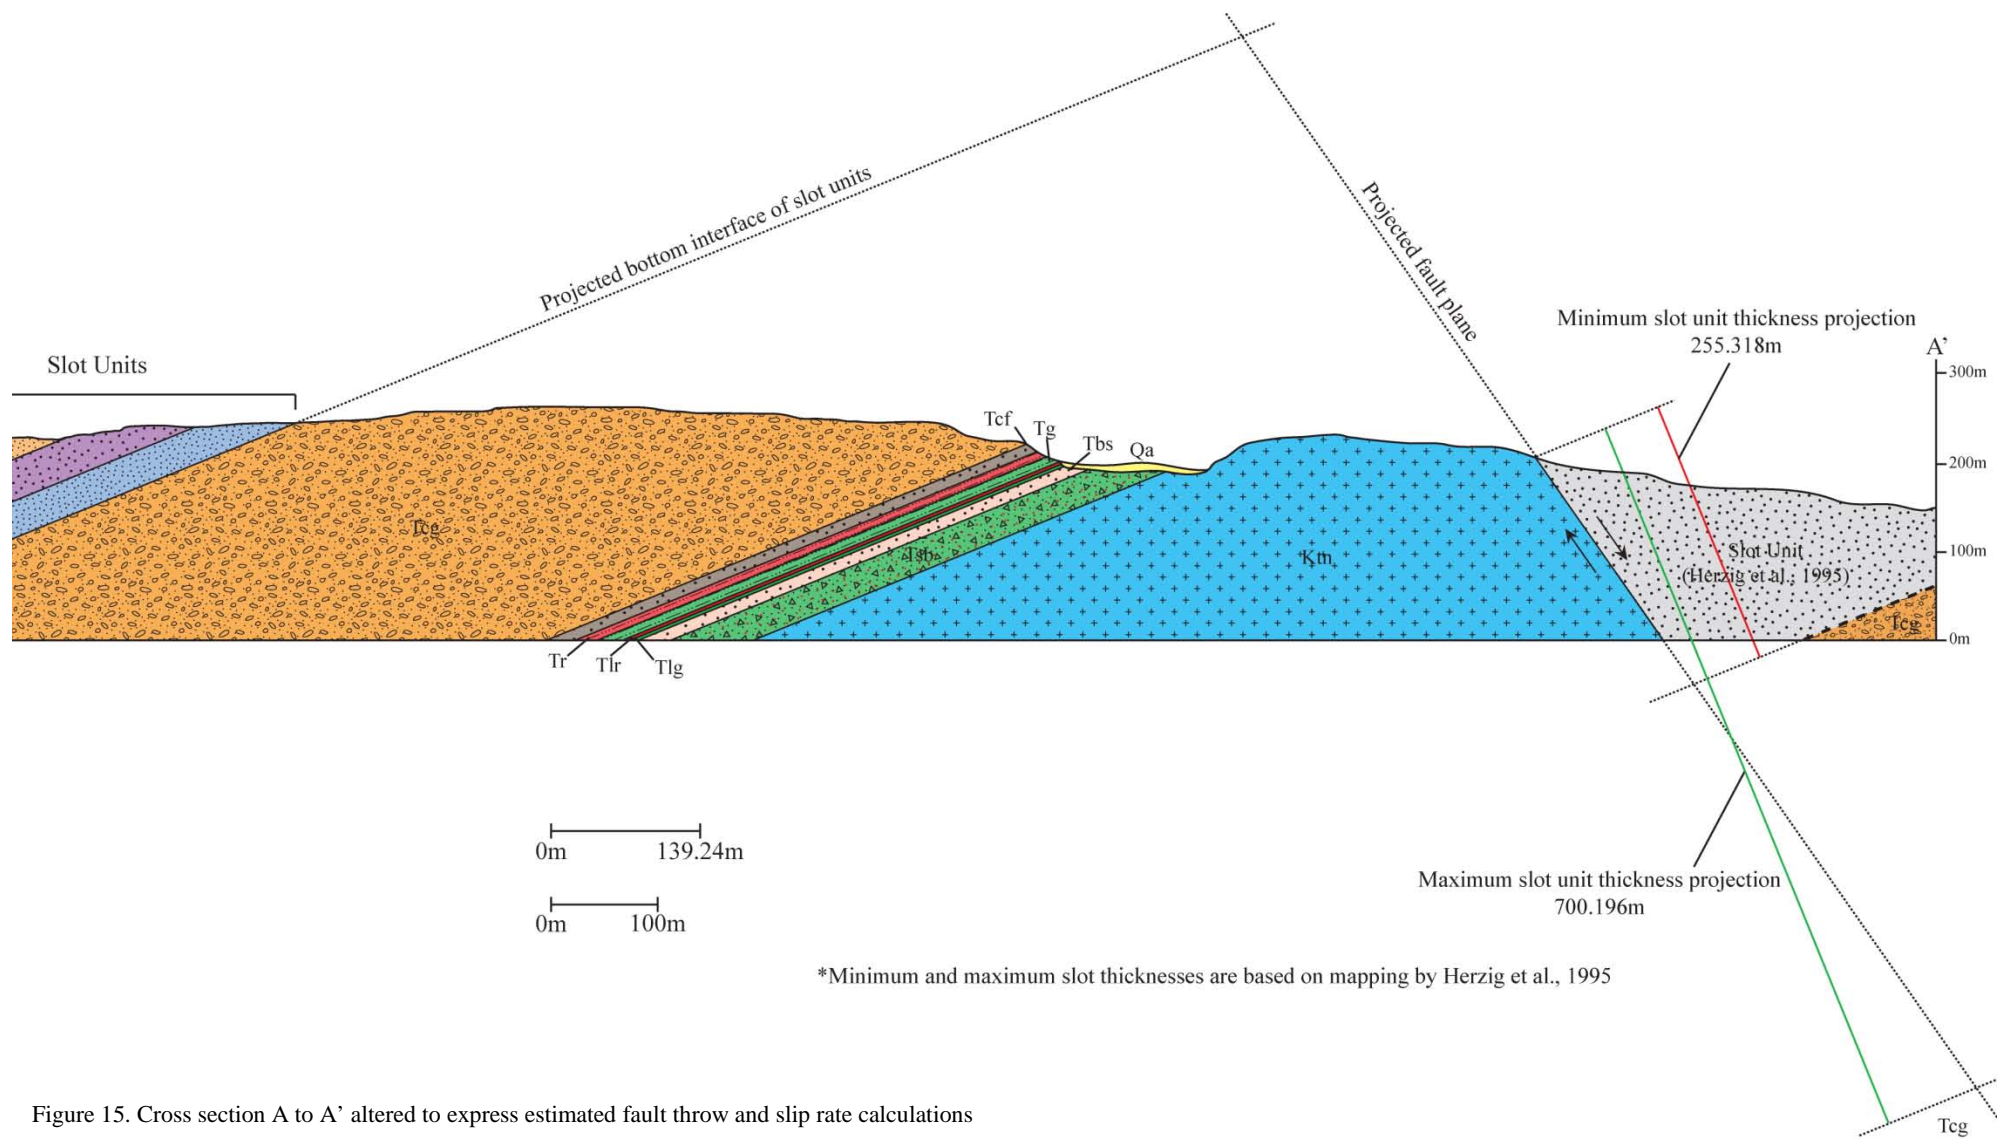 Projected bottom interface of slot units
Projected fault plane
Minimum slot unit thickness projection
255.318m
A’
300m
200m
100m
0m
Slot Units
Tcf
Tg
Tbs
Qa
Tcg
Tsb
Ktn
Slot Unit
(Herzig et al., 1995)
Tcg
Tr
Tlr
Tlg
0m
139.24m
0m
100m
Maximum slot unit thickness projection
700.196m
*Minimum and maximum slot thicknesses are based on mapping by Herzig et al., 1995
Tcg
Figure 15. Cross section A to A’ altered to express estimated fault throw and slip rate calculations